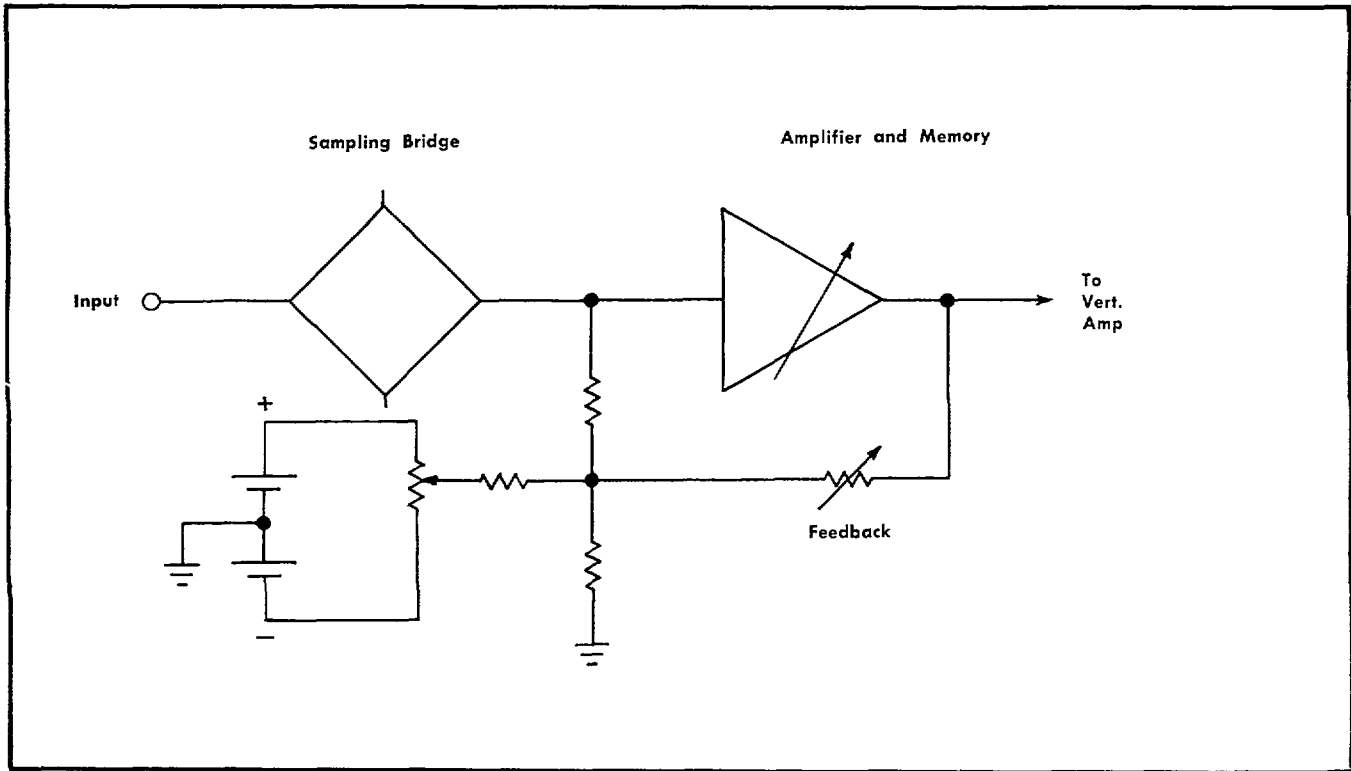 Sampling Bridge
Amplifier and Memory
Input
To
Vert.
Amp
+
Feedback
−